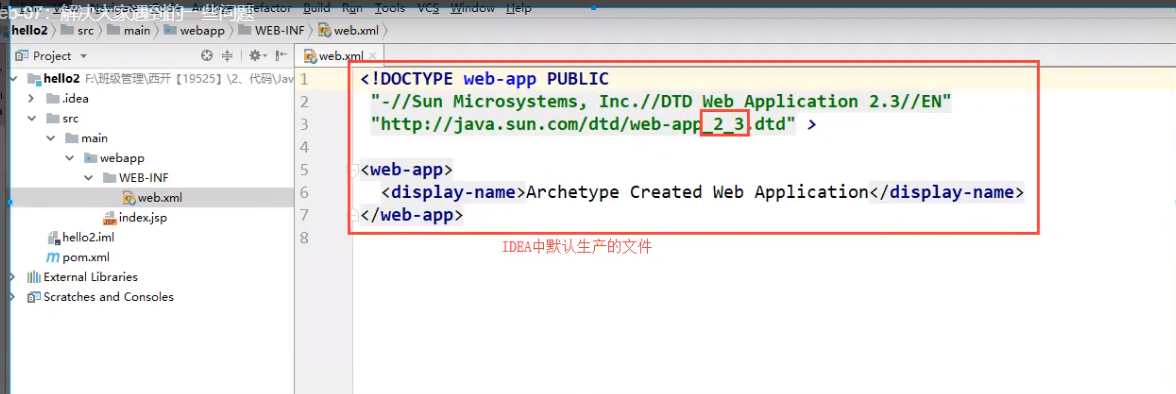 eb-07：解决大家遇到的一些问题
Refactor Build Run Tools VCS Window Help
hello2 src main webapp WEB-INF web.xml
Project
web.xml
hello2 F:\班级管理\西开【19525】\2、代码\Jav
.idea
src
main
webapp
WEB-INF
web.xml
index.jsp
hello2.iml
pom.xml
External Libraries
Scratches and Consoles
1 <!DOCTYPE web-app PUBLIC
2 "-//Sun Microsystems, Inc.//DTD Web Application 2.3//EN"
3 "http://java.sun.com/dtd/web-app_2_3.dtd" >
4
5 <web-app>
6 <display-name>Archetype Created Web Application</display-name>
7 </web-app>
8
IDEA中默认生产的文件